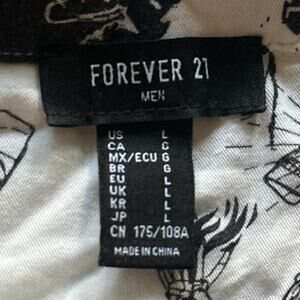 FOREVER 21
MEN
US L
CA G
MX/ECU G
BR G
EU L
UK L
KR L
JP L
CN 175/108A
MADE IN CHINA